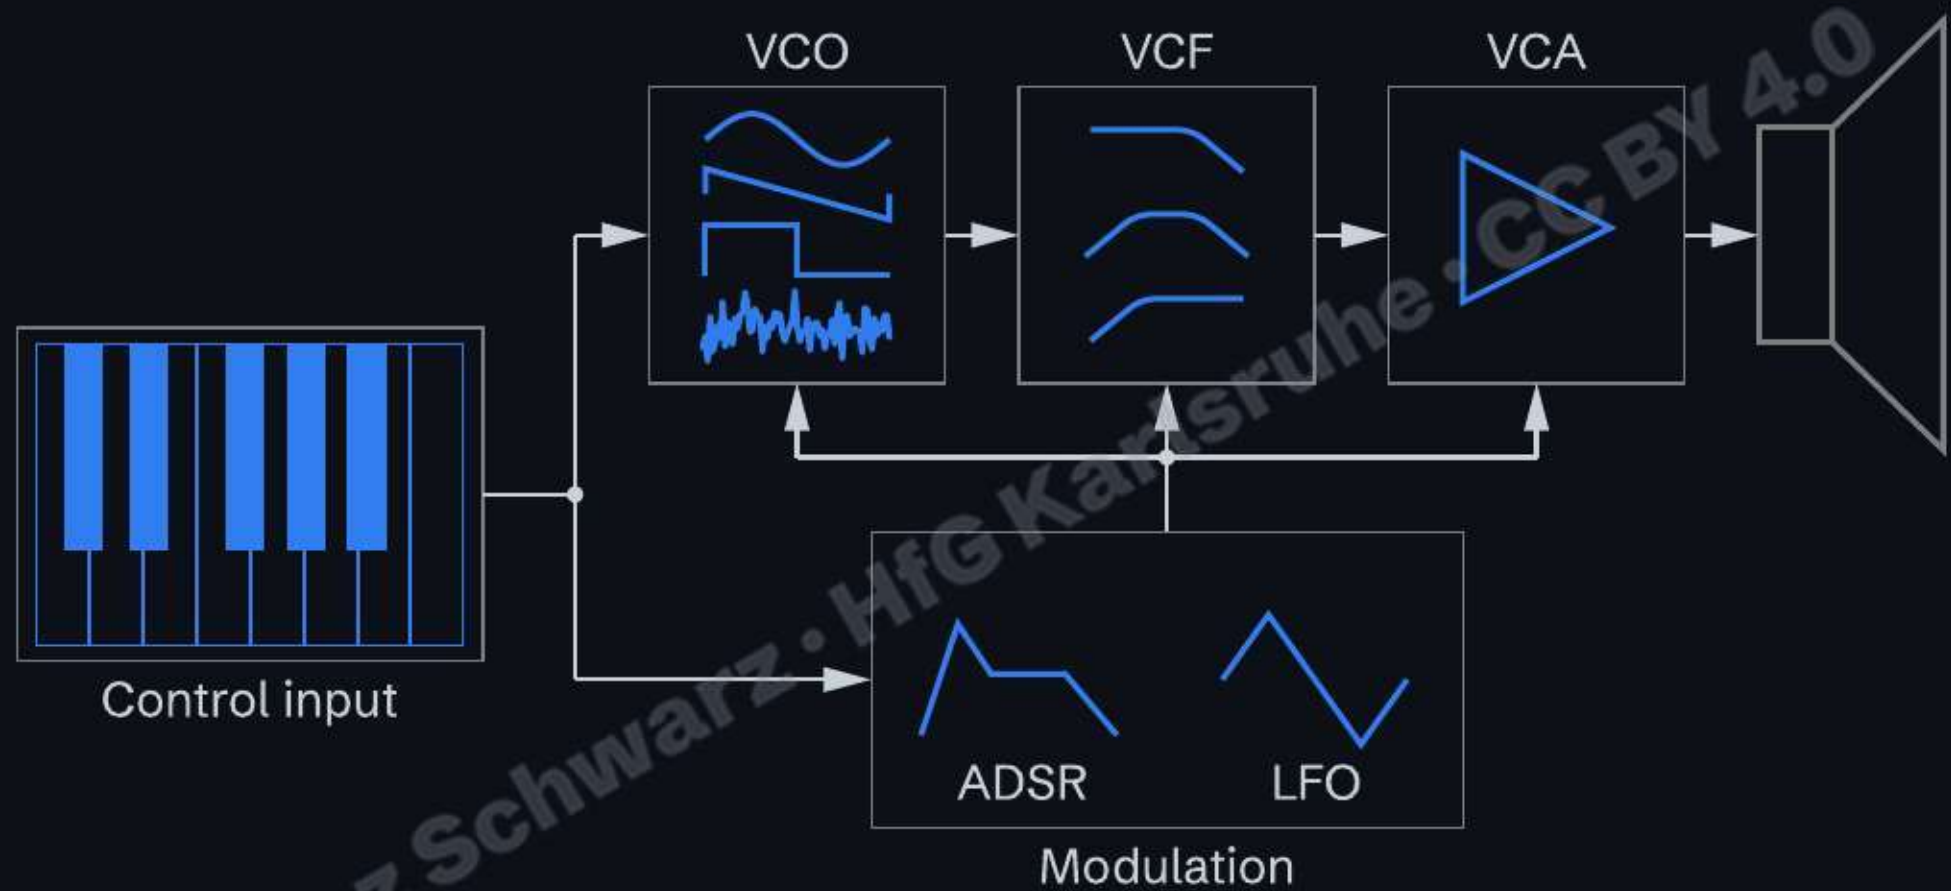 VCO
VCF
VCA
Control input
ADSR
LFO
Modulation
Schwarz · HfG Karlsruhe · CC BY 4.0